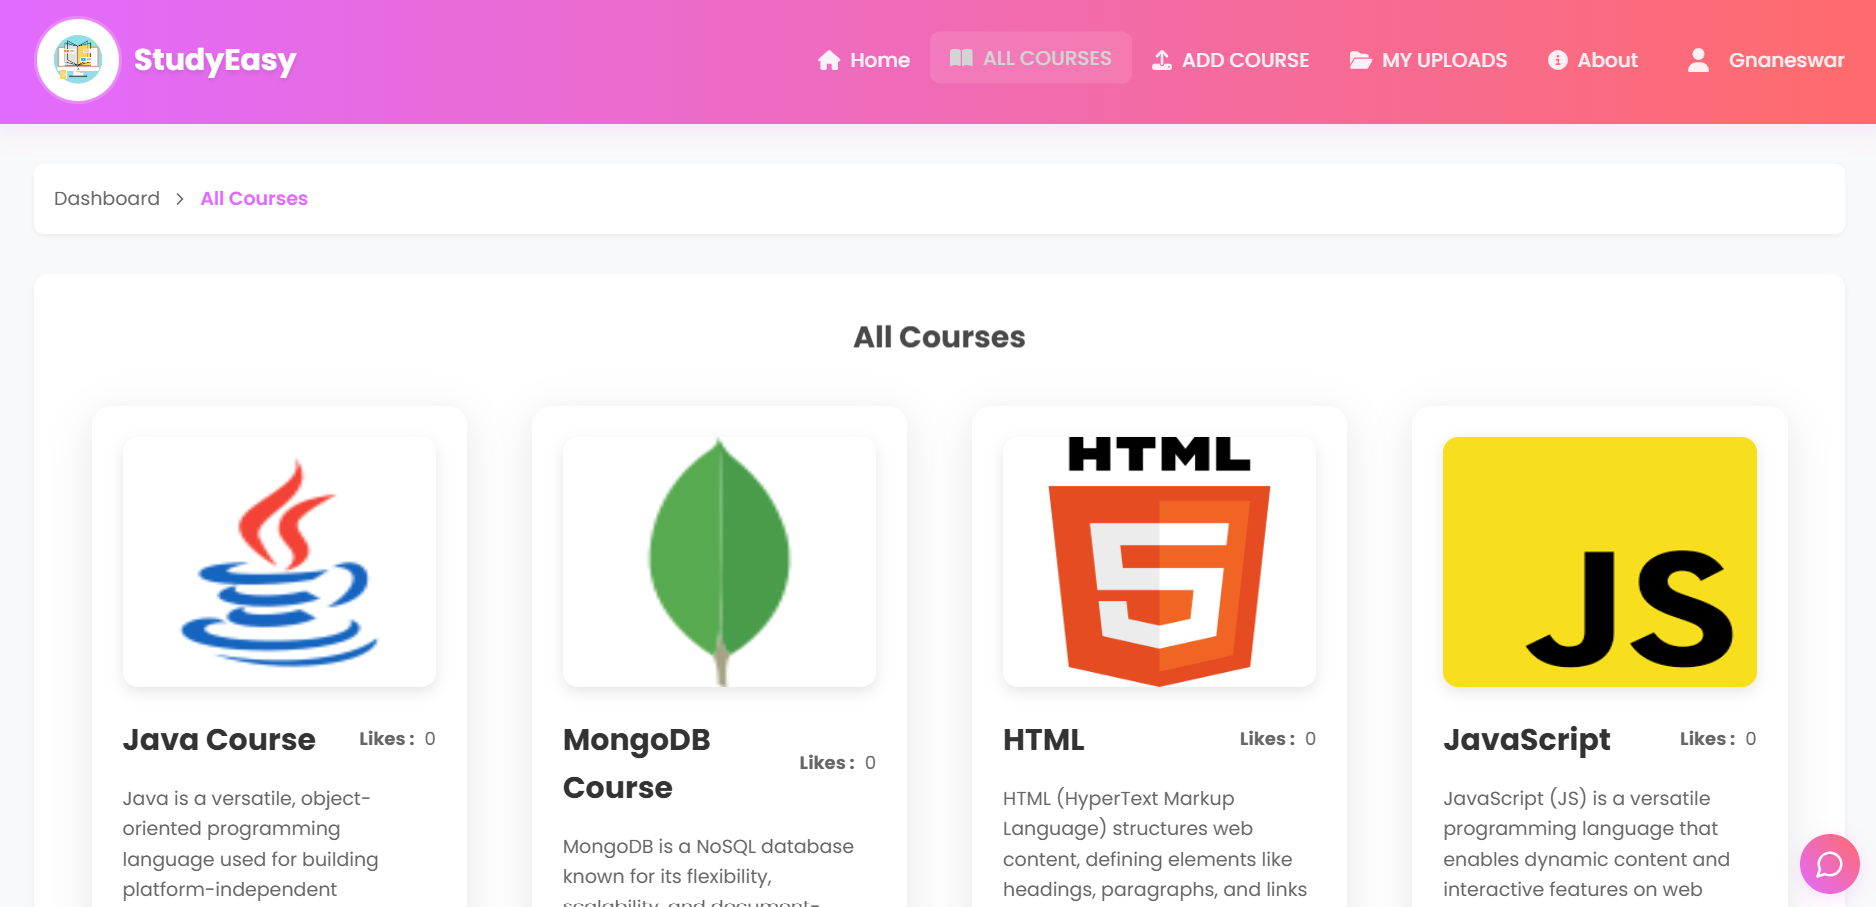 StudyEasy
Home
ALL COURSES
ADD COURSE
MY UPLOADS
About
Gnaneswar
Dashboard
All Courses
All Courses
HTML
JS
Java Course
Likes : 0
Java is a versatile, object-
oriented programming
language used for building
platform-independent
MongoDB
Course
Likes : 0
MongoDB is a NoSQL database
known for its flexibility,
scalability, and document-
HTML
Likes : 0
HTML (HyperText Markup
Language) structures web
content, defining elements like
headings, paragraphs, and links
JavaScript
Likes : 0
JavaScript (JS) is a versatile
programming language that
enables dynamic content and
interactive features on web